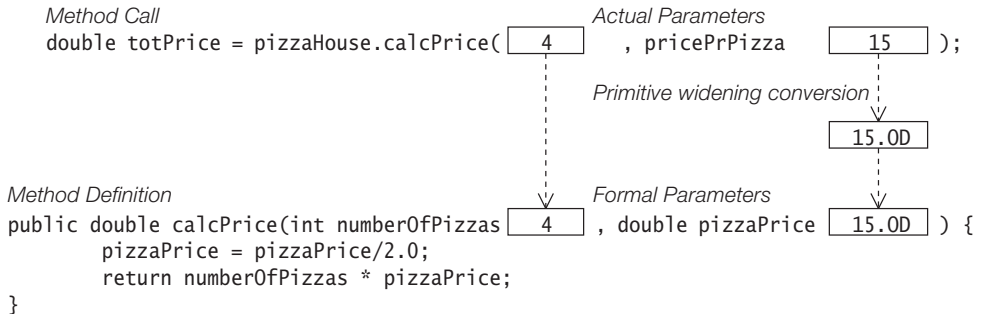 Method Call Actual Parameters
double totPrice = pizzaHouse.calcPrice( 4 , pricePrPizza 15 );
Primitive widening conversion
15.0D
Method Definition Formal Parameters
public double calcPrice(int numberOfPizzas 4 , double pizzaPrice 15.0D ) {
pizzaPrice = pizzaPrice/2.0;
return numberOfPizzas * pizzaPrice;
}